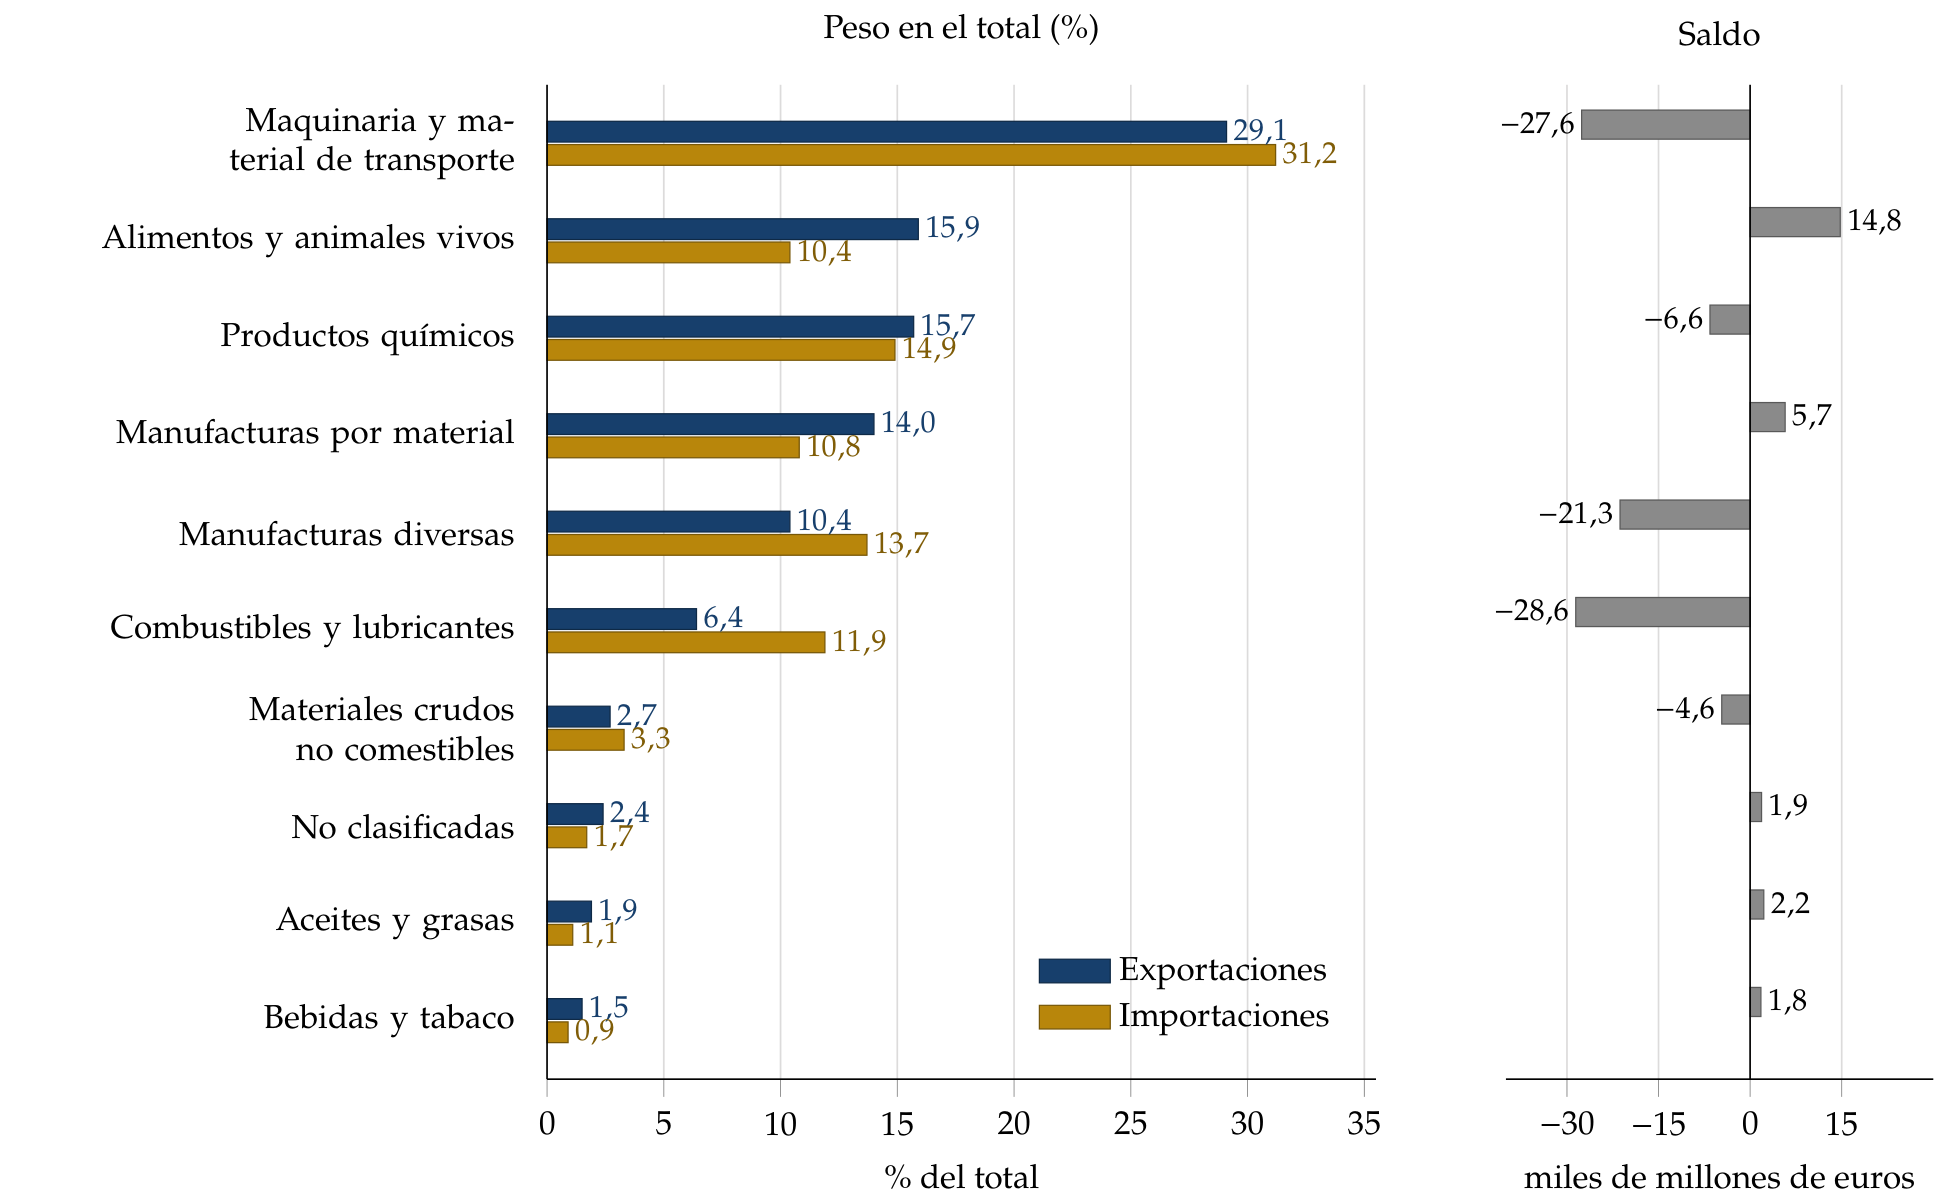 Peso en el total (%)
Saldo
Maquinaria y ma-
terial de transporte
29,1
31,2
−27,6
Alimentos y animales vivos
15,9
10,4
14,8
Productos químicos
15,7
14,9
−6,6
Manufacturas por material
14,0
10,8
5,7
Manufacturas diversas
10,4
13,7
−21,3
Combustibles y lubricantes
6,4
11,9
−28,6
Materiales crudos
no comestibles
2,7
3,3
−4,6
No clasificadas
2,4
1,7
1,9
Aceites y grasas
1,9
1,1
2,2
Bebidas y tabaco
1,5
0,9
1,8
Exportaciones
Importaciones
0 5 10 15 20 25 30 35
−30 −15 0 15
% del total
miles de millones de euros